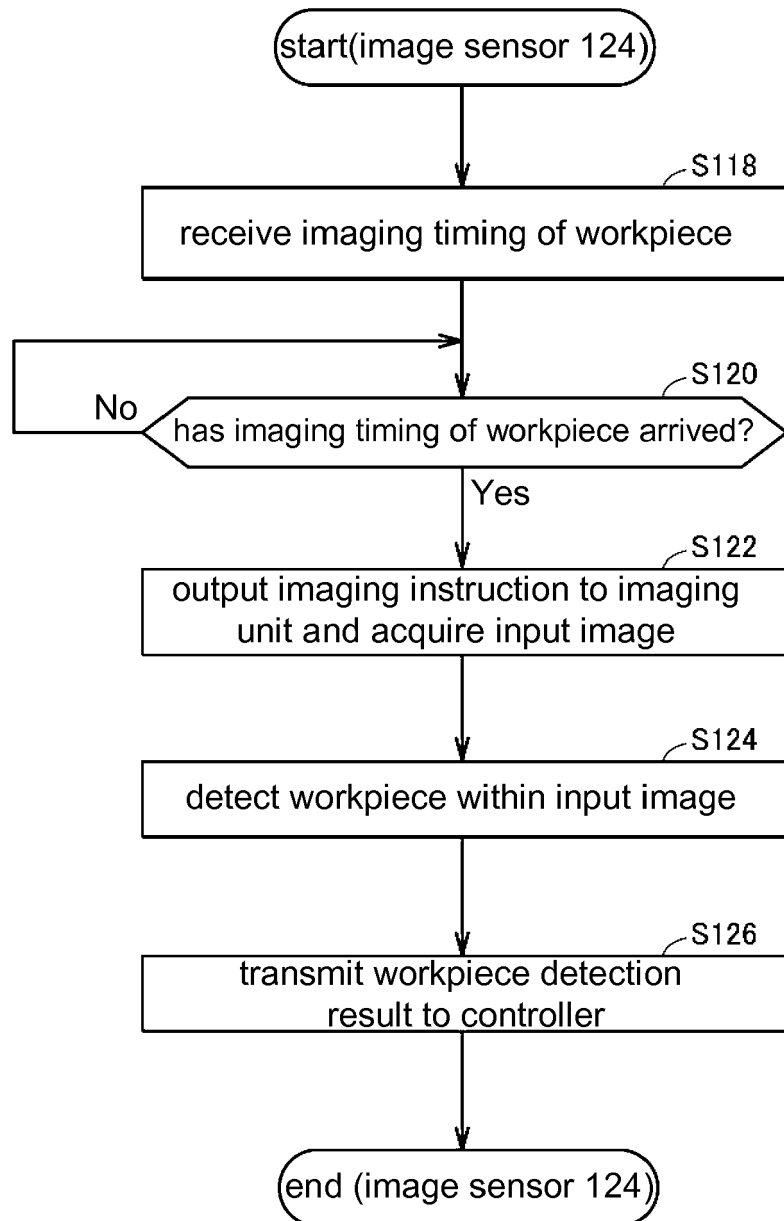 start(image sensor 124)
S118
receive imaging timing of workpiece
S120
No
has imaging timing of workpiece arrived?
Yes
S122
output imaging instruction to imaging
unit and acquire input image
S124
detect workpiece within input image
S126
transmit workpiece detection
result to controller
end (image sensor 124)